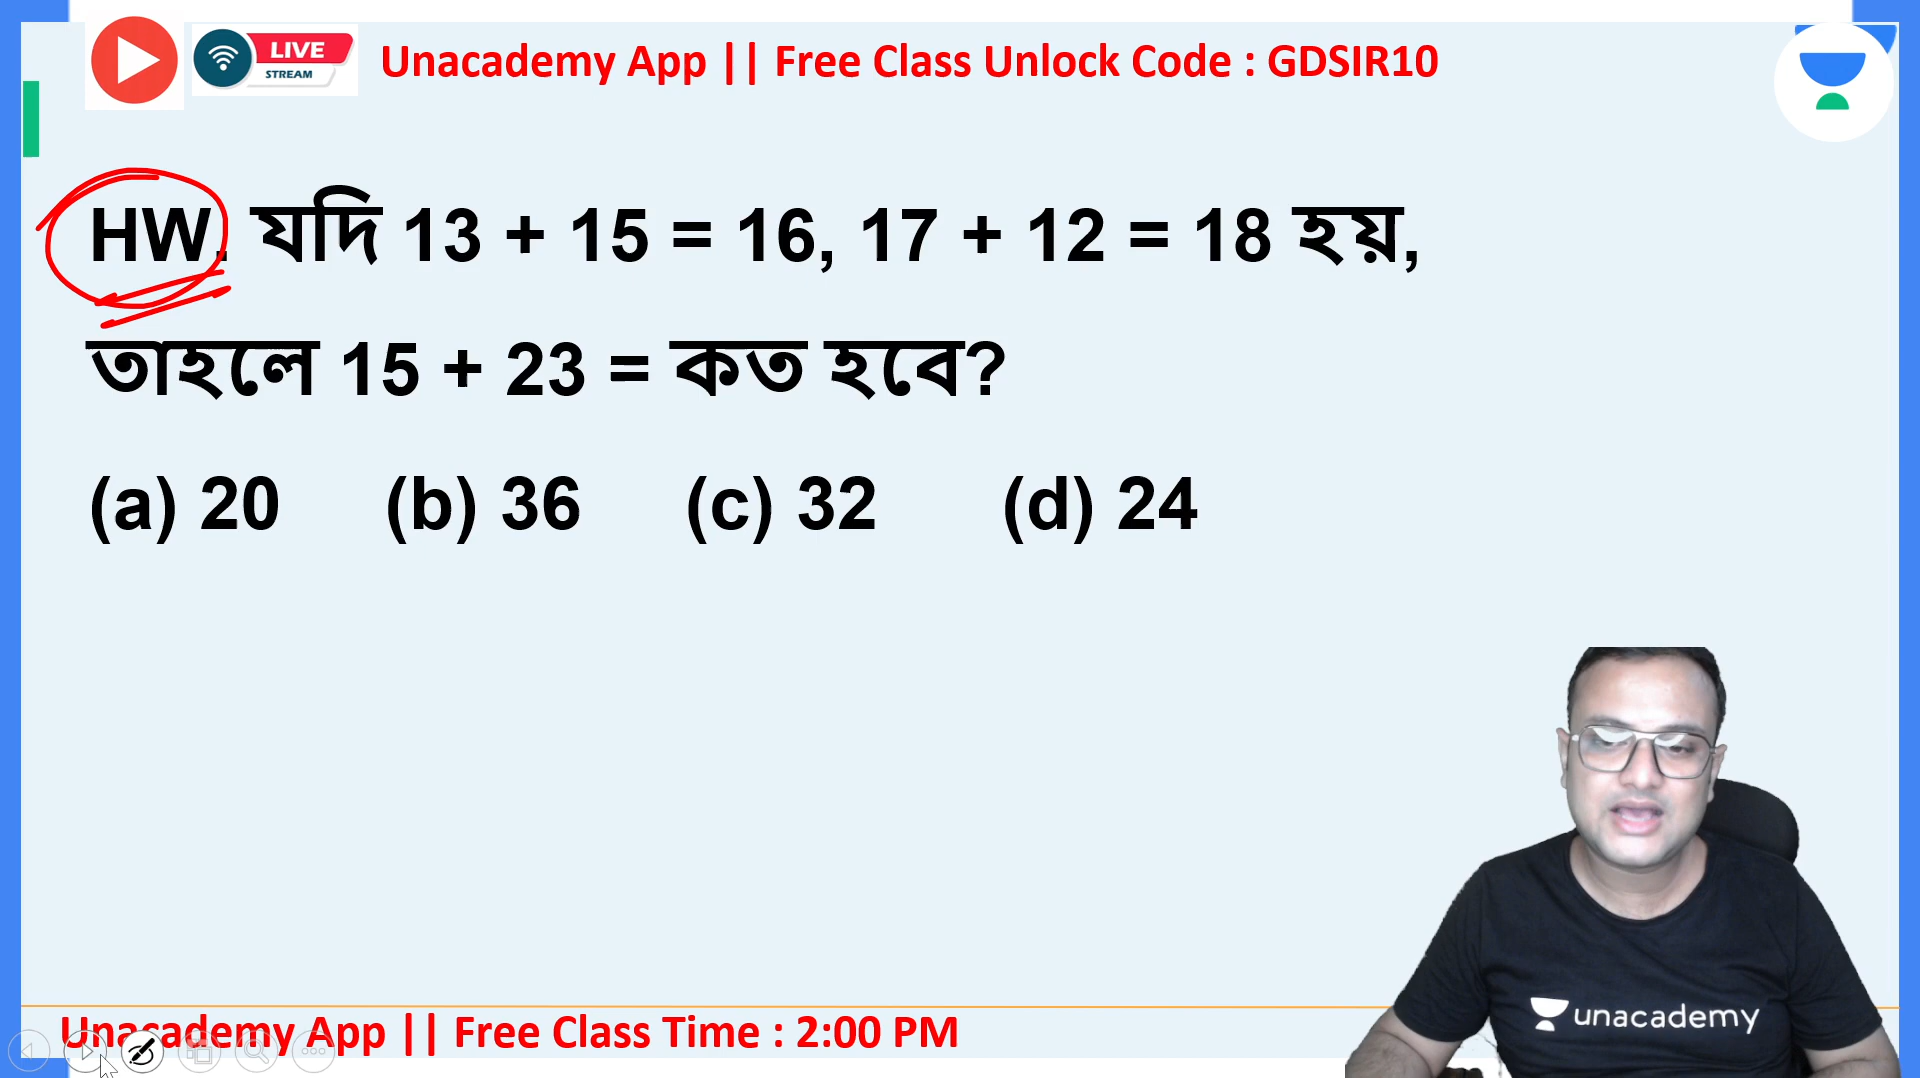 LIVE
STREAM
Unacademy App || Free Class Unlock Code : GDSIR10
HW. যদি 13 + 15 = 16, 17 + 12 = 18 হয়,
তাহলে 15 + 23 = কত হবে?
(a) 20 (b) 36 (c) 32 (d) 24
unacademy
Unacademy App || Free Class Time : 2:00 PM